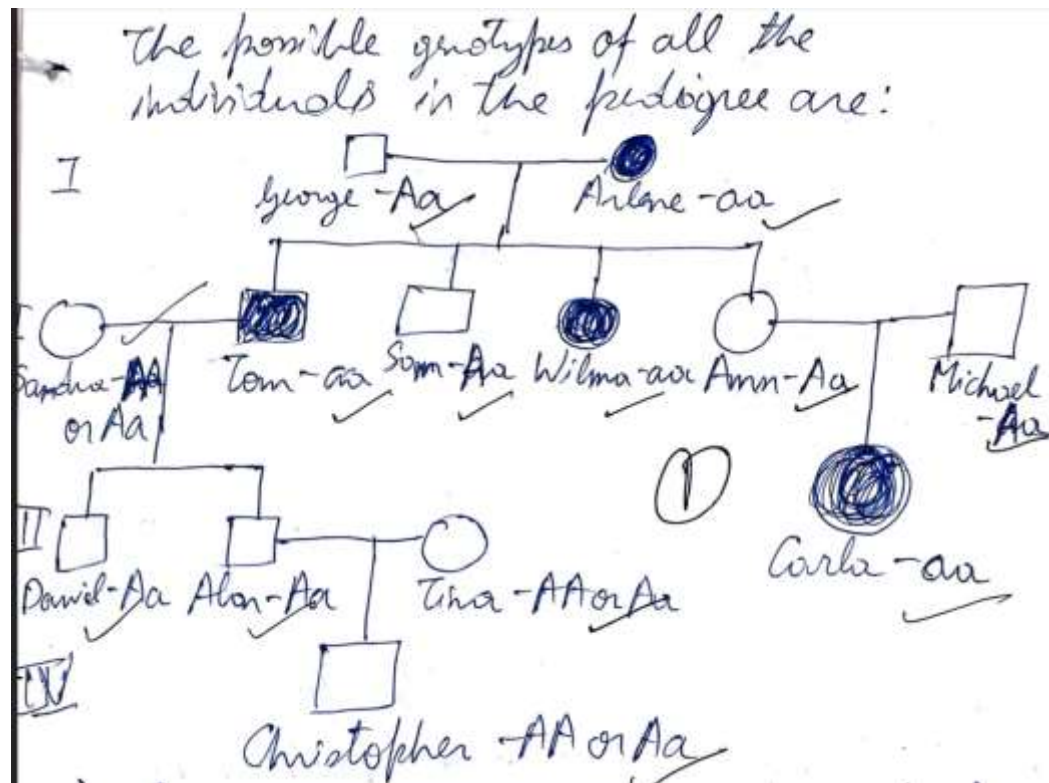 The possible genotypes of all the
individuals in the pedigree are:
I
George - Aa
Arlene - aa
Sandra - AA
or Aa
Tom - aa
Sam - Aa
Wilma - aa
Ann - Aa
Michael
- Aa
1
II
Daniel - Aa
Alan - Aa
Tina - AA or Aa
Carla - aa
IV
Christopher - AA or Aa